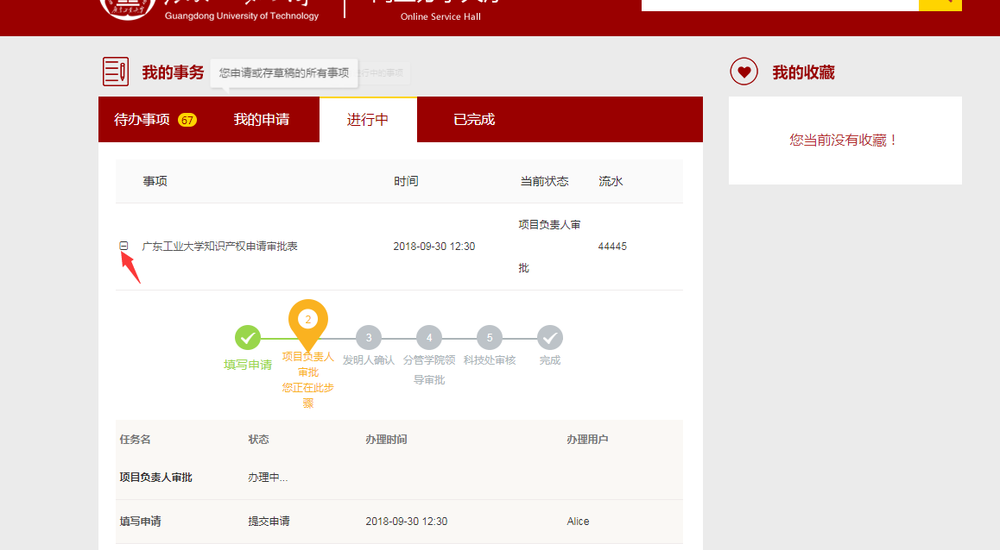 Guangdong University of Technology
Online Service Hall
我的事务
您申请或存草稿的所有事项
行中的事项
我的收藏
待办事项 67
我的申请
进行中
已完成
您当前没有收藏！
事项 时间 当前状态 流水
广东工业大学知识产权申请审批表 2018-09-30 12:30 项目负责人审 44445
批
2
3
4
5
填写申请
项目负责人
审批
您正在此步
骤
发明人确认
分管学院领
导审批
科技处审核
完成
任务名 状态 办理时间 办理用户
项目负责人审批 办理中...
填写申请 提交申请 2018-09-30 12:30 Alice